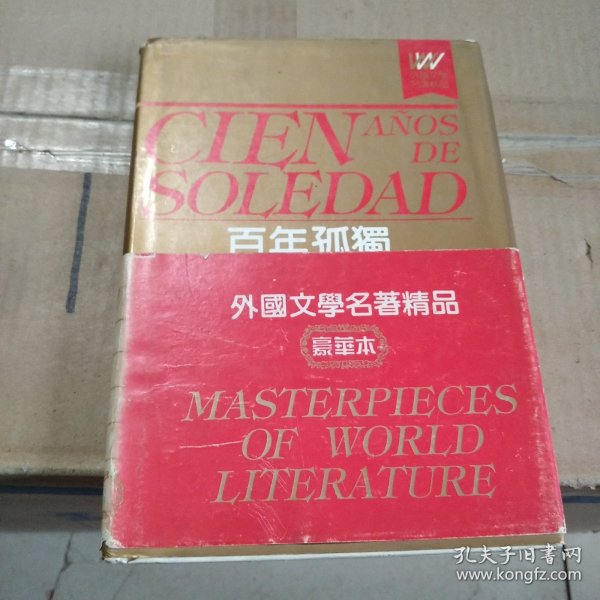 CIEN AÑOS
DE
SOLEDAD
百年孤獨
外國文學名著精品
豪華本
MASTERPIECES
OF WORLD
LITERATURE
孔夫子旧书网
www.kongfz.com